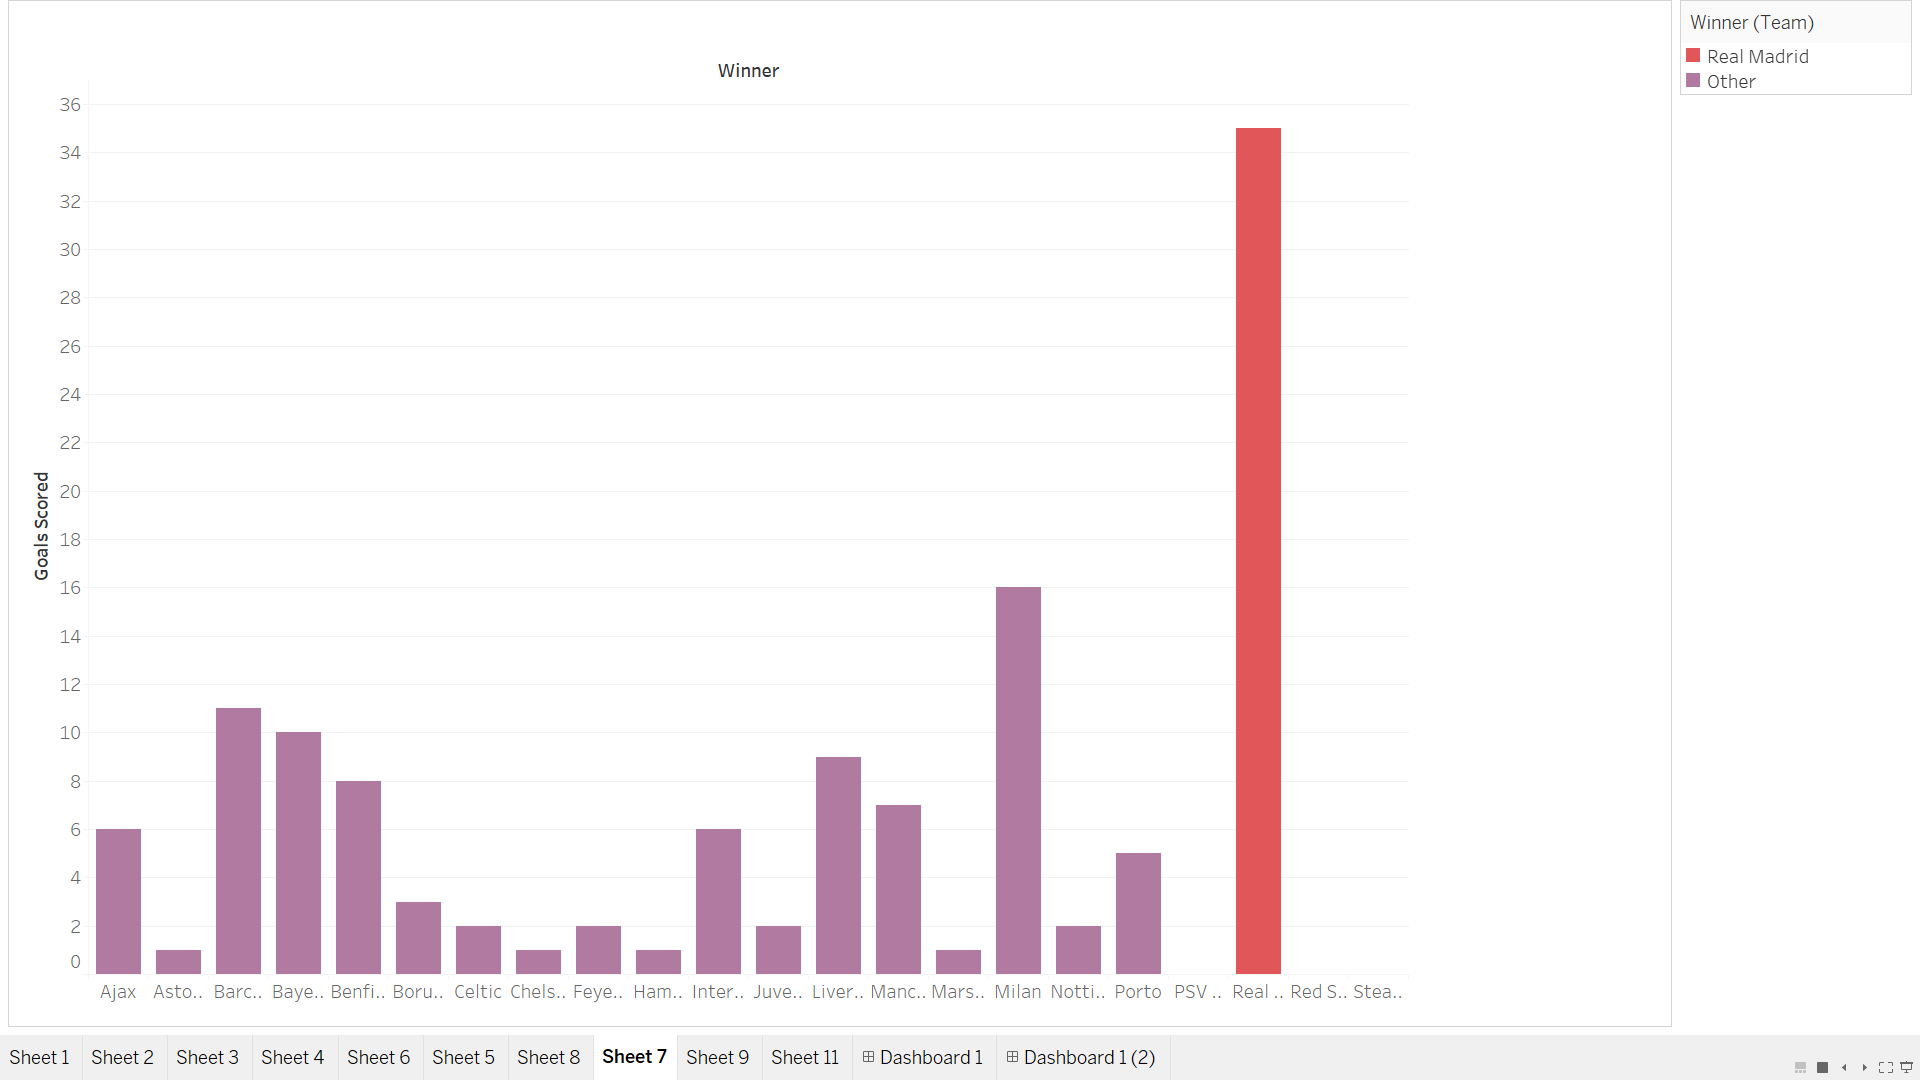 Winner
36
34
32
30
28
26
24
22
20
18
16
14
12
10
8
6
4
2
0
Goals Scored
Ajax Asto.. Barc.. Baye.. Benfi.. Boru.. Celtic Chels.. Feye.. Ham.. Inter.. Juve.. Liver.. Manc.. Mars.. Milan Notti.. Porto PSV .. Real .. Red S.. Stea..
Winner (Team)
Real Madrid
Other
Sheet 1 Sheet 2 Sheet 3 Sheet 4 Sheet 6 Sheet 5 Sheet 8 Sheet 7 Sheet 9 Sheet 11 Dashboard 1 Dashboard 1 (2)